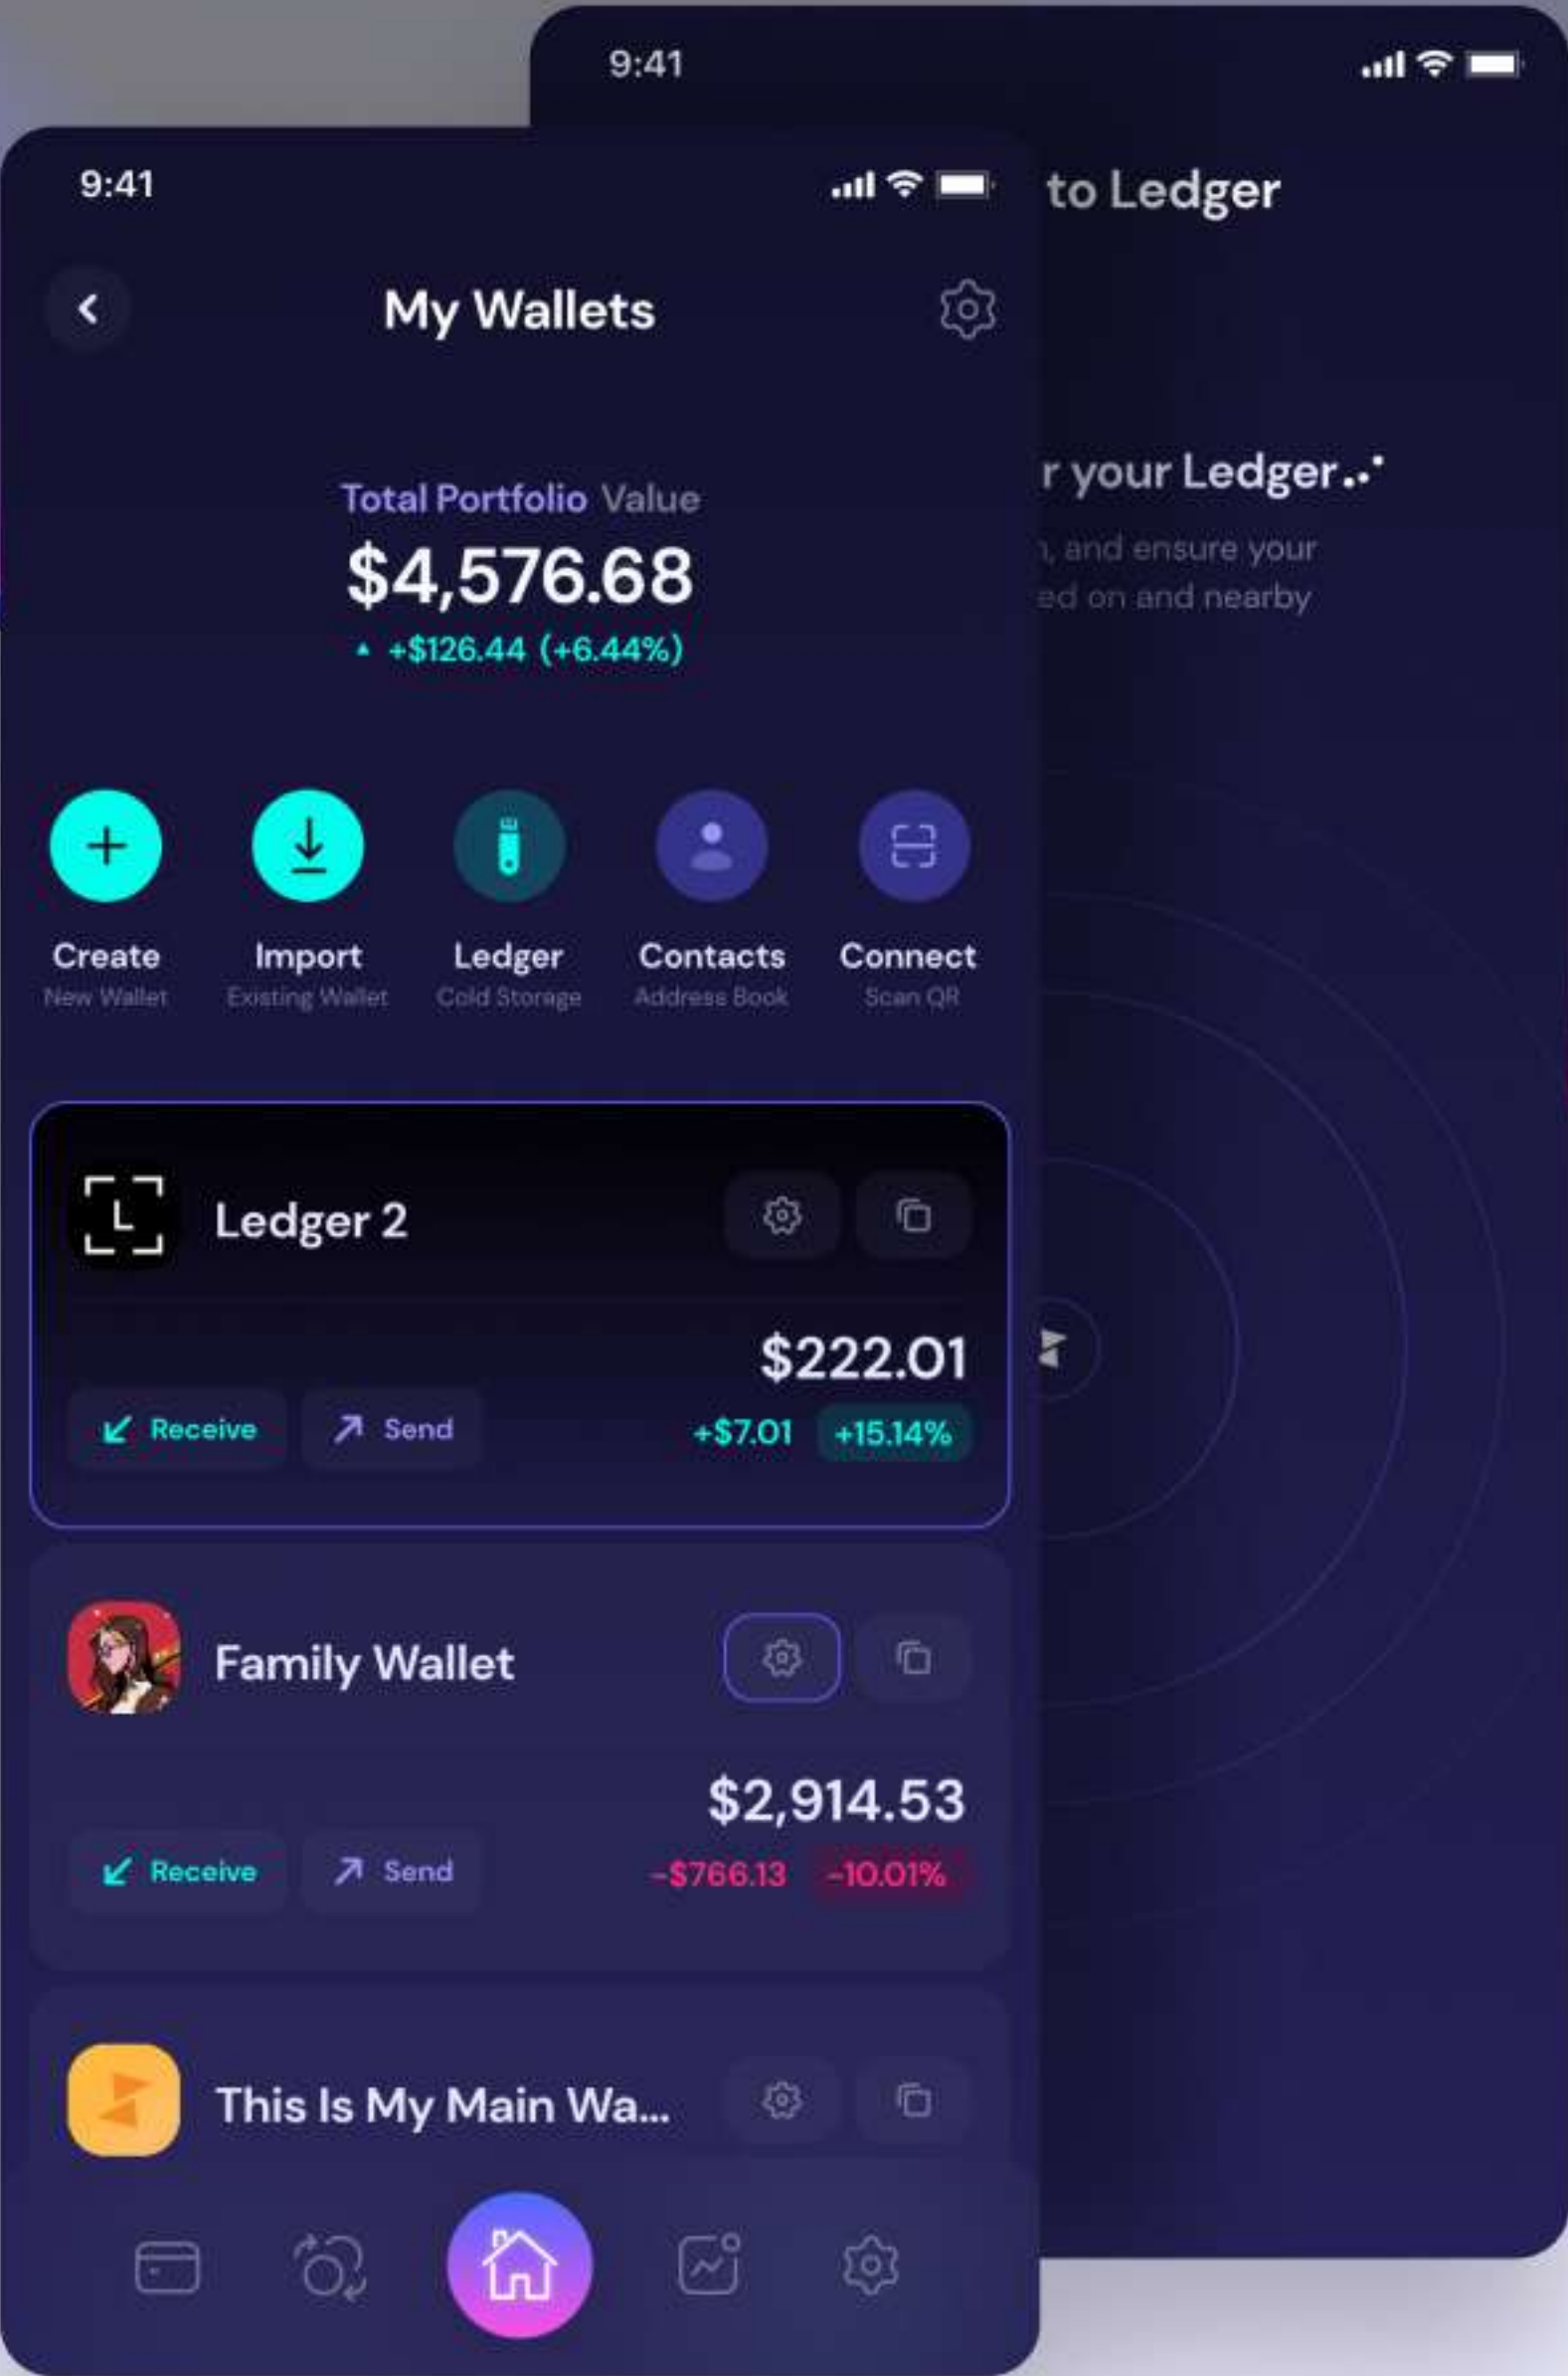 9:41
to Ledger
r your Ledger
, and ensure your
ed on and nearby
9:41
My Wallets
Total Portfolio Value
$4,576.68
+$126.44 (+6.44%)
Create
New Wallet
Import
Existing Wallet
Ledger
Cold Storage
Contacts
Address Book
Connect
Scan QR
L
Ledger 2
$222.01
Receive
Send
+$7.01
+15.14%
Family Wallet
$2,914.53
Receive
Send
-$766.13
-10.01%
This Is My Main Wa...